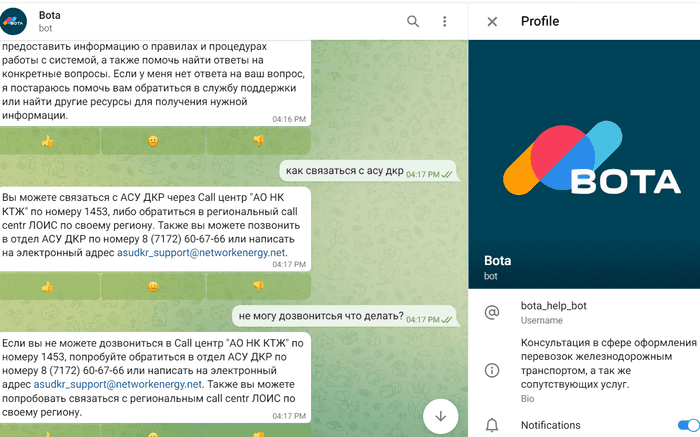 Bota
bot
предоставить информацию о правилах и процедурах
работы с системой, а также помочь найти ответы на
конкретные вопросы. Если у меня нет ответа на ваш вопрос,
я постараюсь помочь вам обратиться в службу поддержки
или найти другие ресурсы для получения нужной
информации.
04:16 PM
как связаться с асу дкр 04:17 PM
Вы можете связаться с АСУ ДКР через Call центр "АО НК
КТЖ" по номеру 1453, либо обратиться в региональный call
centr ЛОИС по своему региону. Также вы можете позвонить
в отдел АСУ ДКР по номеру 8 (7172) 60-67-66 или написать
на электронный адрес asudkr_support@networkenergy.net.
04:17 PM
не могу дозвонитсья что делать? 04:17 PM
Если вы не можете дозвониться в Call центр "АО НК КТЖ" по
номеру 1453, попробуйте обратиться в отдел АСУ ДКР по
номеру 8 (7172) 60-67-66 или написать на электронный
адрес asudkr_support@networkenergy.net. Также вы можете
попробовать связаться с региональным call centr ЛОИС по
своему региону.
04:17 PM
Profile
BOTA
Bota
bot
bota_help_bot
Username
Консультация в сфере оформления
перевозок железнодорожным
транспортом, а так же
сопутствующих услуг.
Bio
Notifications